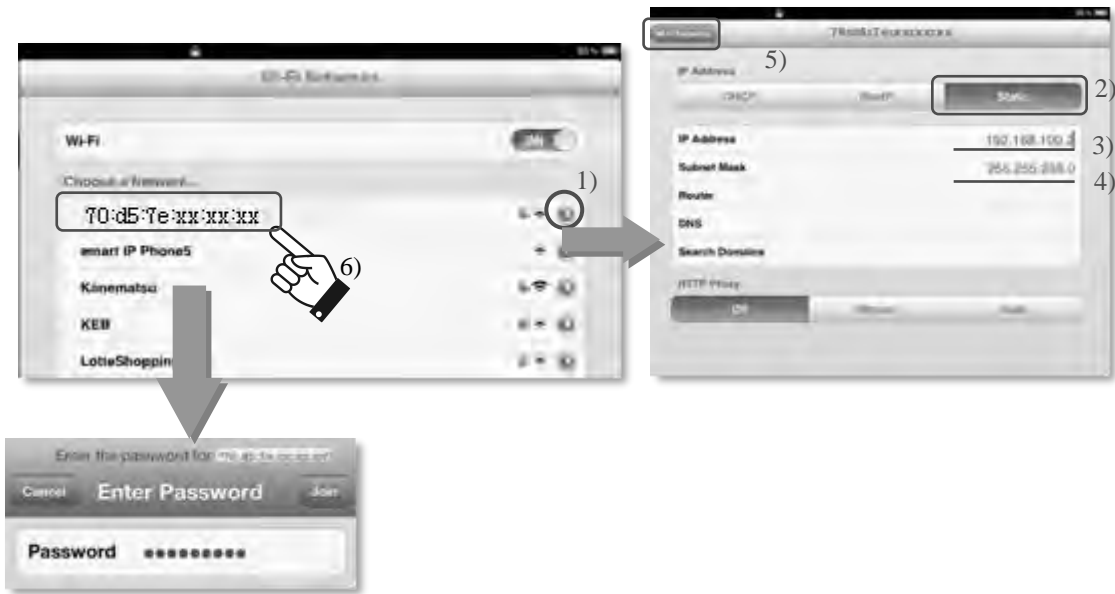 Wi-Fi Networks
Wi-Fi
ON
Choose a Network...
70:d5:7e:xx:xx:xx
1)
smart IP Phone5
6)
Kanematsu
KEB
LotteShopping
5)
IP Address
DHCP
BootP
Static
2)
IP Address
192.168.100.2
3)
Subnet Mask
255.255.255.0
4)
Router
DNS
Search Domains
HTTP Proxy
Off
Manual
Auto
Enter the password for
Cancel
Enter Password
Join
Password